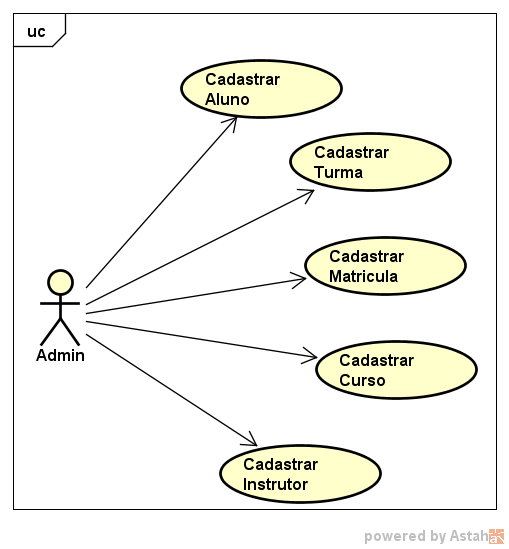 uc
Cadastrar
Aluno
Cadastrar
Turma
Cadastrar
Matricula
Admin
Cadastrar
Curso
Cadastrar
Instrutor
powered by Astah